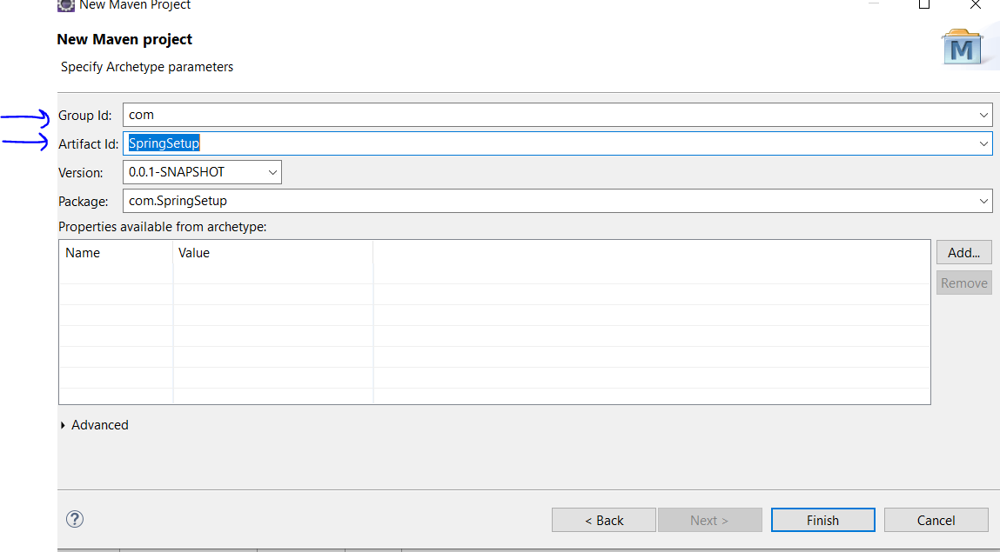 New Maven Project
New Maven project
Specify Archetype parameters
M
Group Id: com
Artifact Id: SpringSetup
Version: 0.0.1-SNAPSHOT
Package: com.SpringSetup
Properties available from archetype:
Name Value
Add...
Remove
Advanced
? < Back Next > Finish Cancel